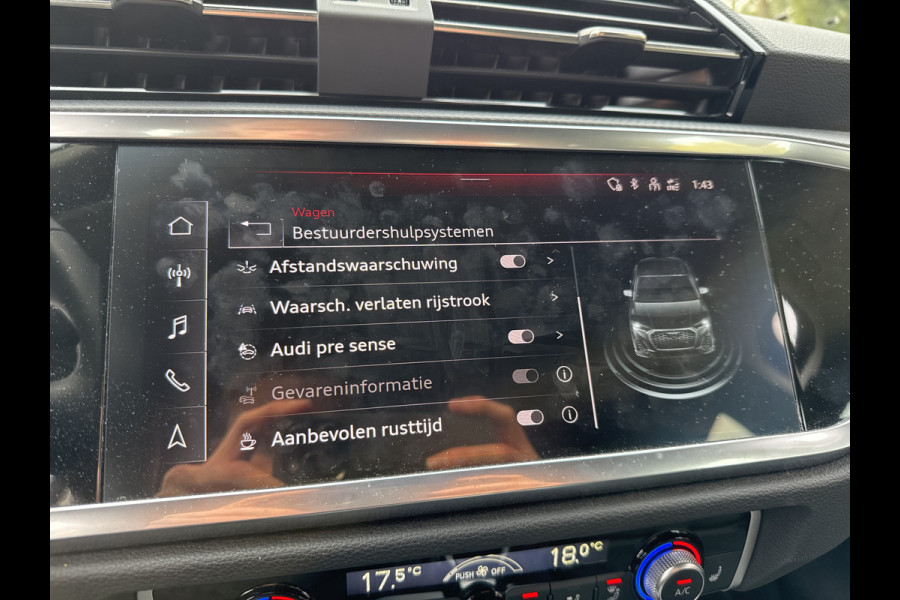 1:43
Wagen
Bestuurdershulpsystemen
Afstandswaarschuwing
Waarsch. verlaten rijstrook
Audi pre sense
Gevareninformatie
Aanbevolen rusttijd
17.5°C
PUSH OFF
18.0°C
A/C